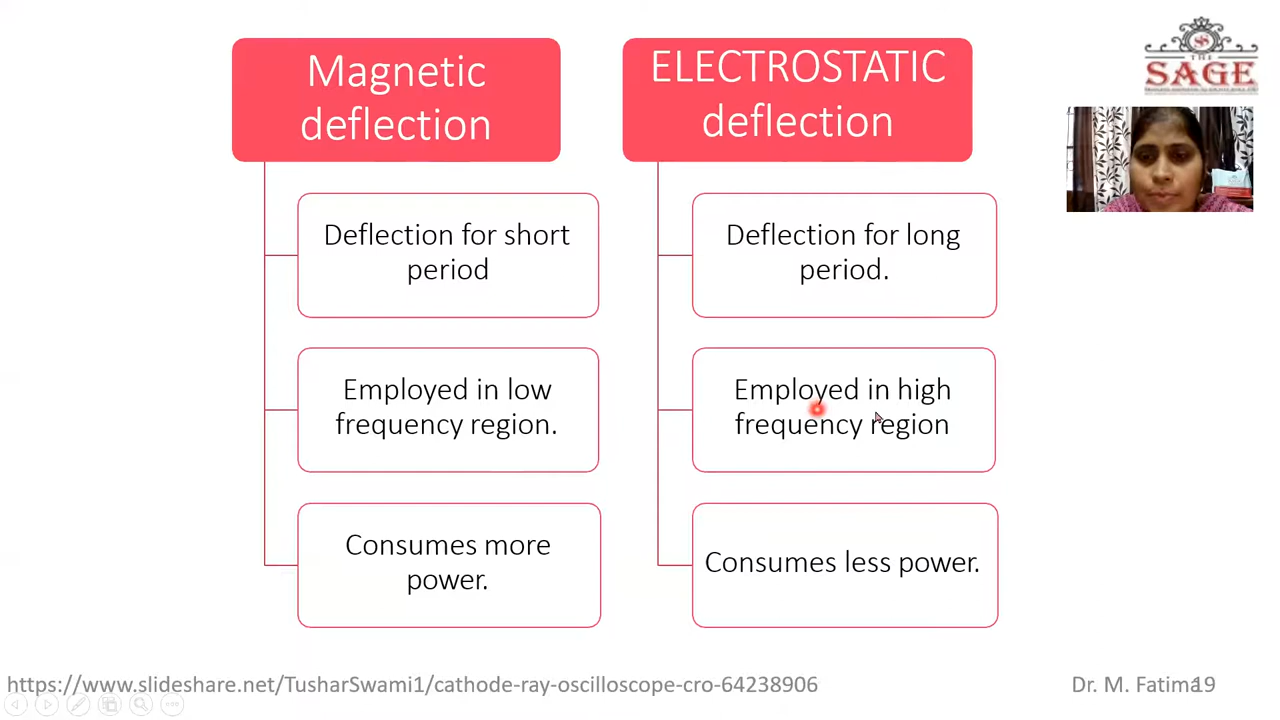 Magnetic
deflection
Deflection for short
period
Employed in low
frequency region.
Consumes more
power.
ELECTROSTATIC
deflection
Deflection for long
period.
Employed in high
frequency region
Consumes less power.
THE
SAGE
https://www.slideshare.net/TusharSwami1/cathode-ray-oscilloscope-cro-64238906
Dr. M. Fatima
19